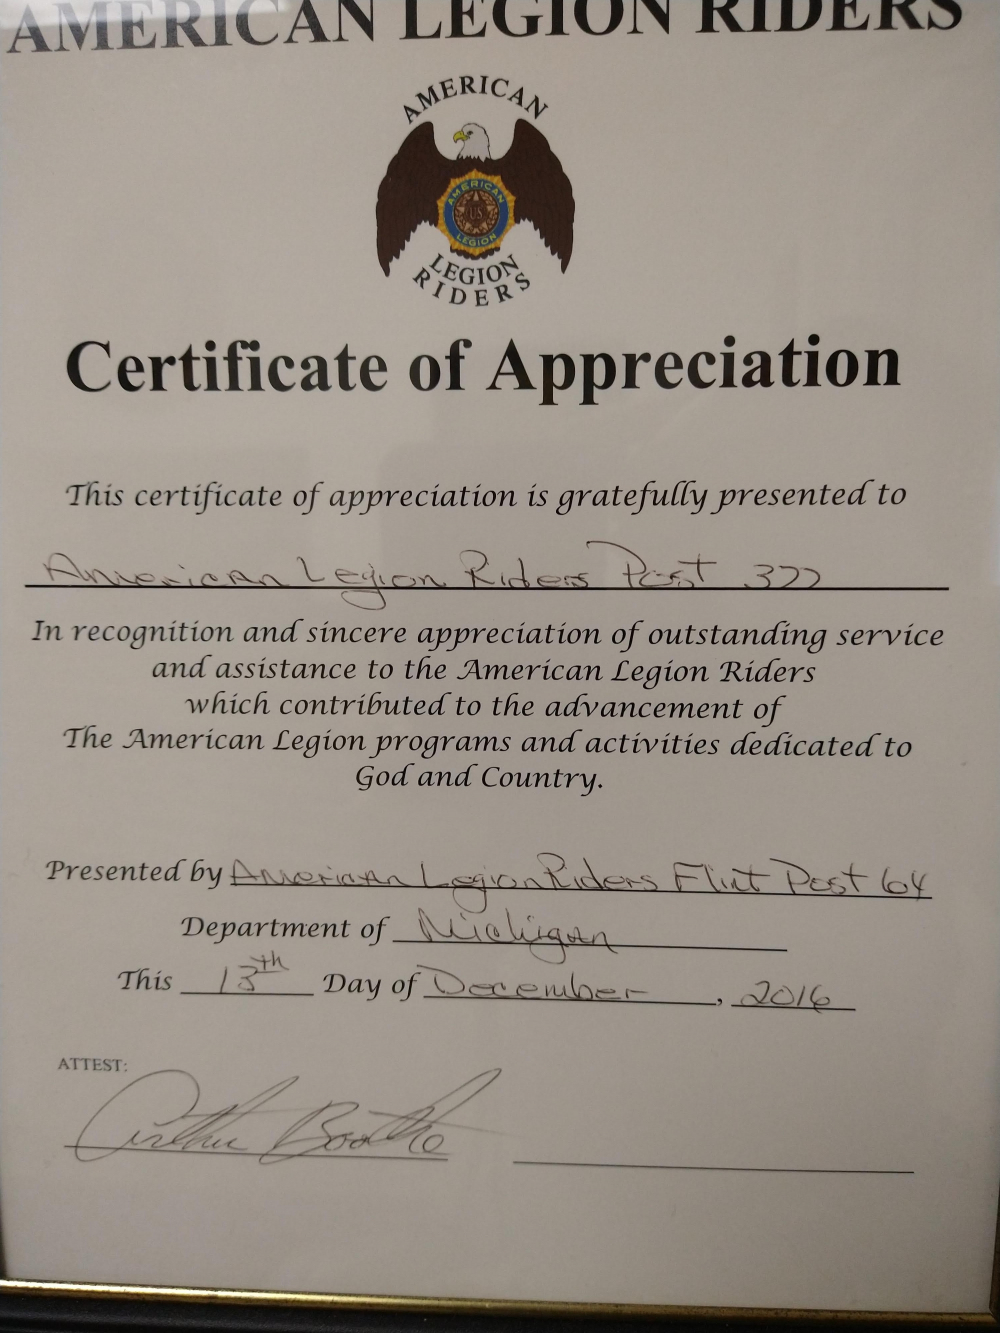 AMERICAN LEGION RIDERS
AMERICAN
AMERICAN
U.S.
LEGION
LEGION
RIDERS
Certificate of Appreciation
This certificate of appreciation is gratefully presented to
American Legion Riders Post 322
In recognition and sincere appreciation of outstanding service
and assistance to the American Legion Riders
which contributed to the advancement of
The American Legion programs and activities dedicated to
God and Country.
Presented by American Legion Riders Flint Post 64
Department of Michigan
This 13th Day of December, 2016
ATTEST: